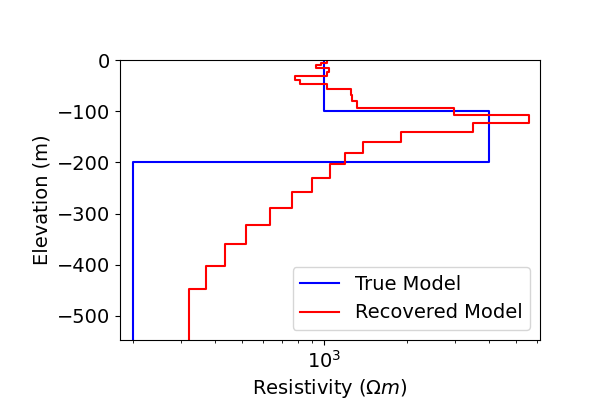 0
−100
−200
−300
−400
−500
Elevation (m)
True Model
Recovered Model
10³
Resistivity (Ωm)